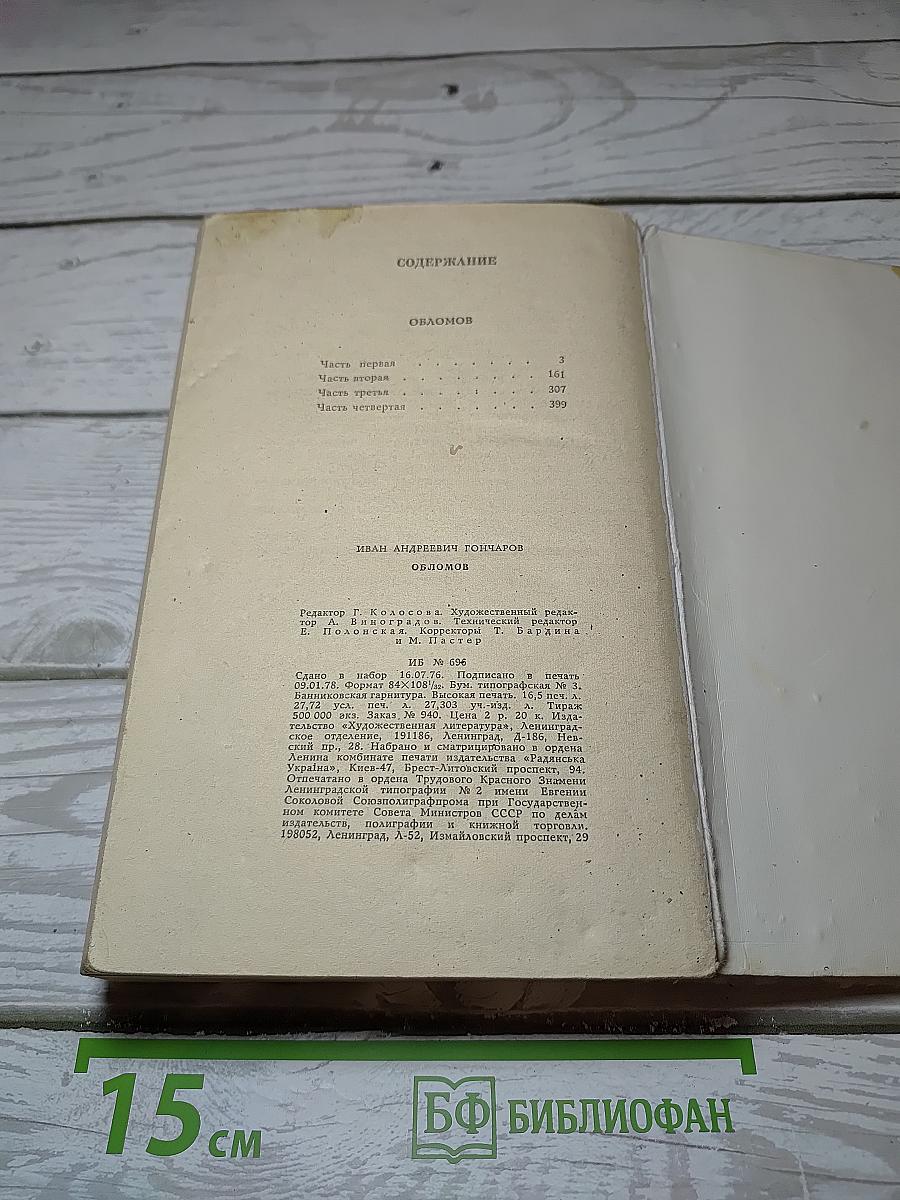 СОДЕРЖАНИЕ
ОБЛОМОВ
Часть первая . . . . . . . 3
Часть вторая . . . . . . . . 161
Часть третья . . . . . . . . 307
Часть четвертая . . . . . . . 399
ИВАН АНДРЕЕВИЧ ГОНЧАРОВ
ОБЛОМОВ
Редактор Г. Колосова. Художественный редак-
тор А. Виноградов. Технический редактор
Е. Полонская. Корректоры Т. Бардина
и М. Пастер
ИБ № 696
Сдано в набор 16.07.76. Подписано в печать
09.01.78. Формат 84×108¹/₃₂. Бум. типографская № 3.
Банниковская гарнитура. Высокая печать. 16,5 печ. л.
27,72 усл. печ. л. 27,303 уч.-изд. л. Тираж
500 000 экз. Заказ № 940. Цена 2 р. 20 к. Изда-
тельство «Художественная литература», Ленинград-
ское отделение, 191186, Ленинград, Д-186, Нев-
ский пр., 28. Набрано и сматрицировано в ордена
Ленина комбинате печати издательства «Радянська
Україна», Киев-47, Брест-Литовский проспект, 94.
Отпечатано в ордена Трудового Красного Знамени
Ленинградской типографии № 2 имени Евгении
Соколовой Союзполиграфпрома при Государствен-
ном комитете Совета Министров СССР по делам
издательств, полиграфии и книжной торговли.
198052, Ленинград, Л-52, Измайловский проспект, 29
15 см
БФ БИБЛИОФАН